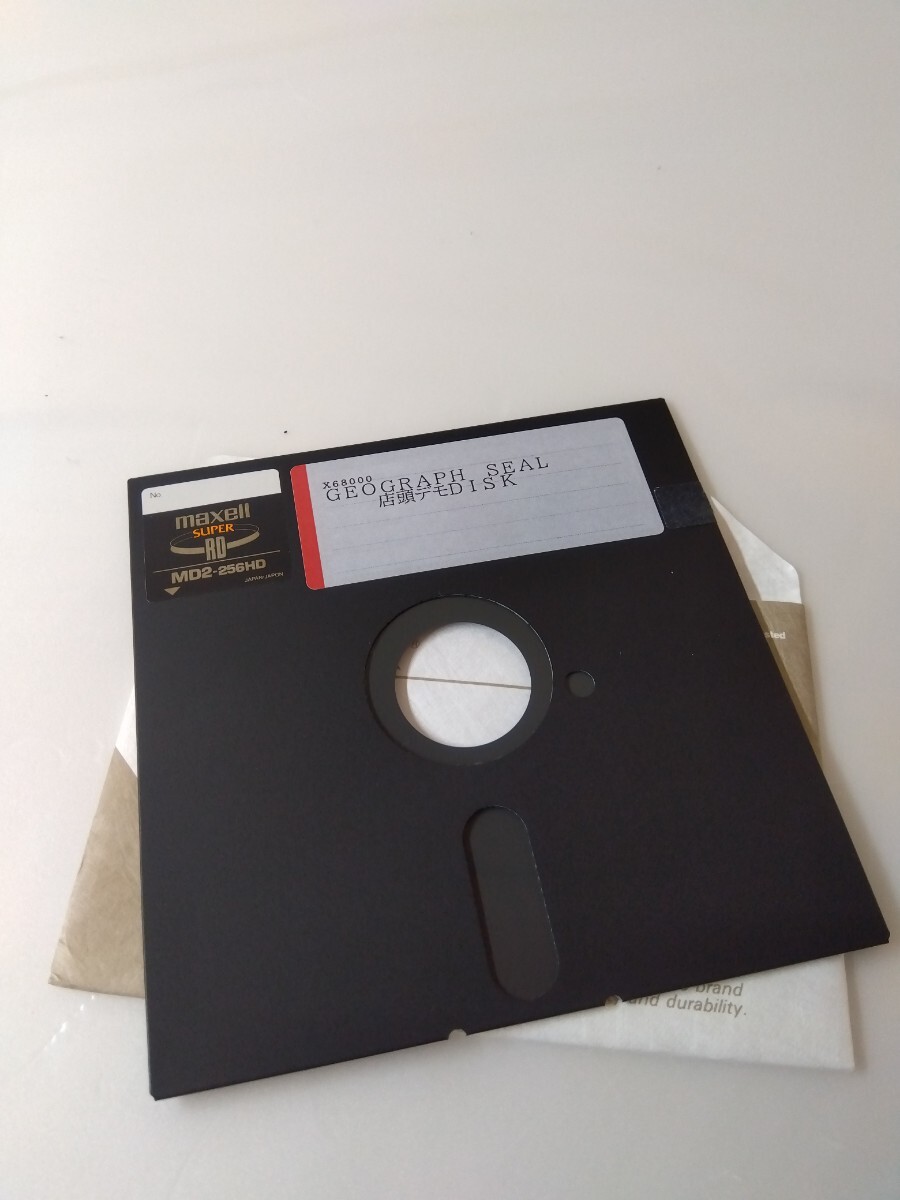 No.
maxell
SUPER
RD
MD2-256HD
JAPAN・JAPON
X68000
GEOGRAPH SEAL
店頭デモDISK
brand
and durability.